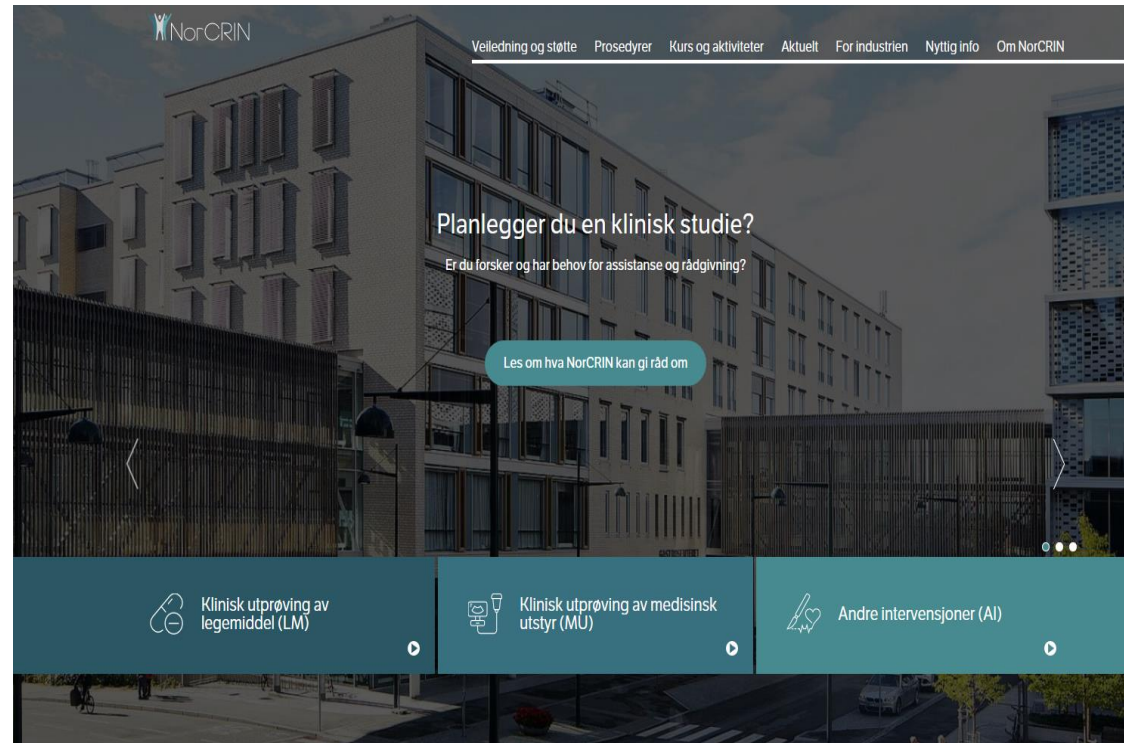 NorCRIN
Veiledning og støtte Prosedyrer Kurs og aktiviteter Aktuelt For industrien Nyttig info Om NorCRIN
Planlegger du en klinisk studie?
Er du forsker og har behov for assistanse og rådgivning?
Les om hva NorCRIN kan gi råd om
Klinisk utprøving av
legemiddel (LM)
Klinisk utprøving av medisinsk
utstyr (MU)
Andre intervensjoner (AI)